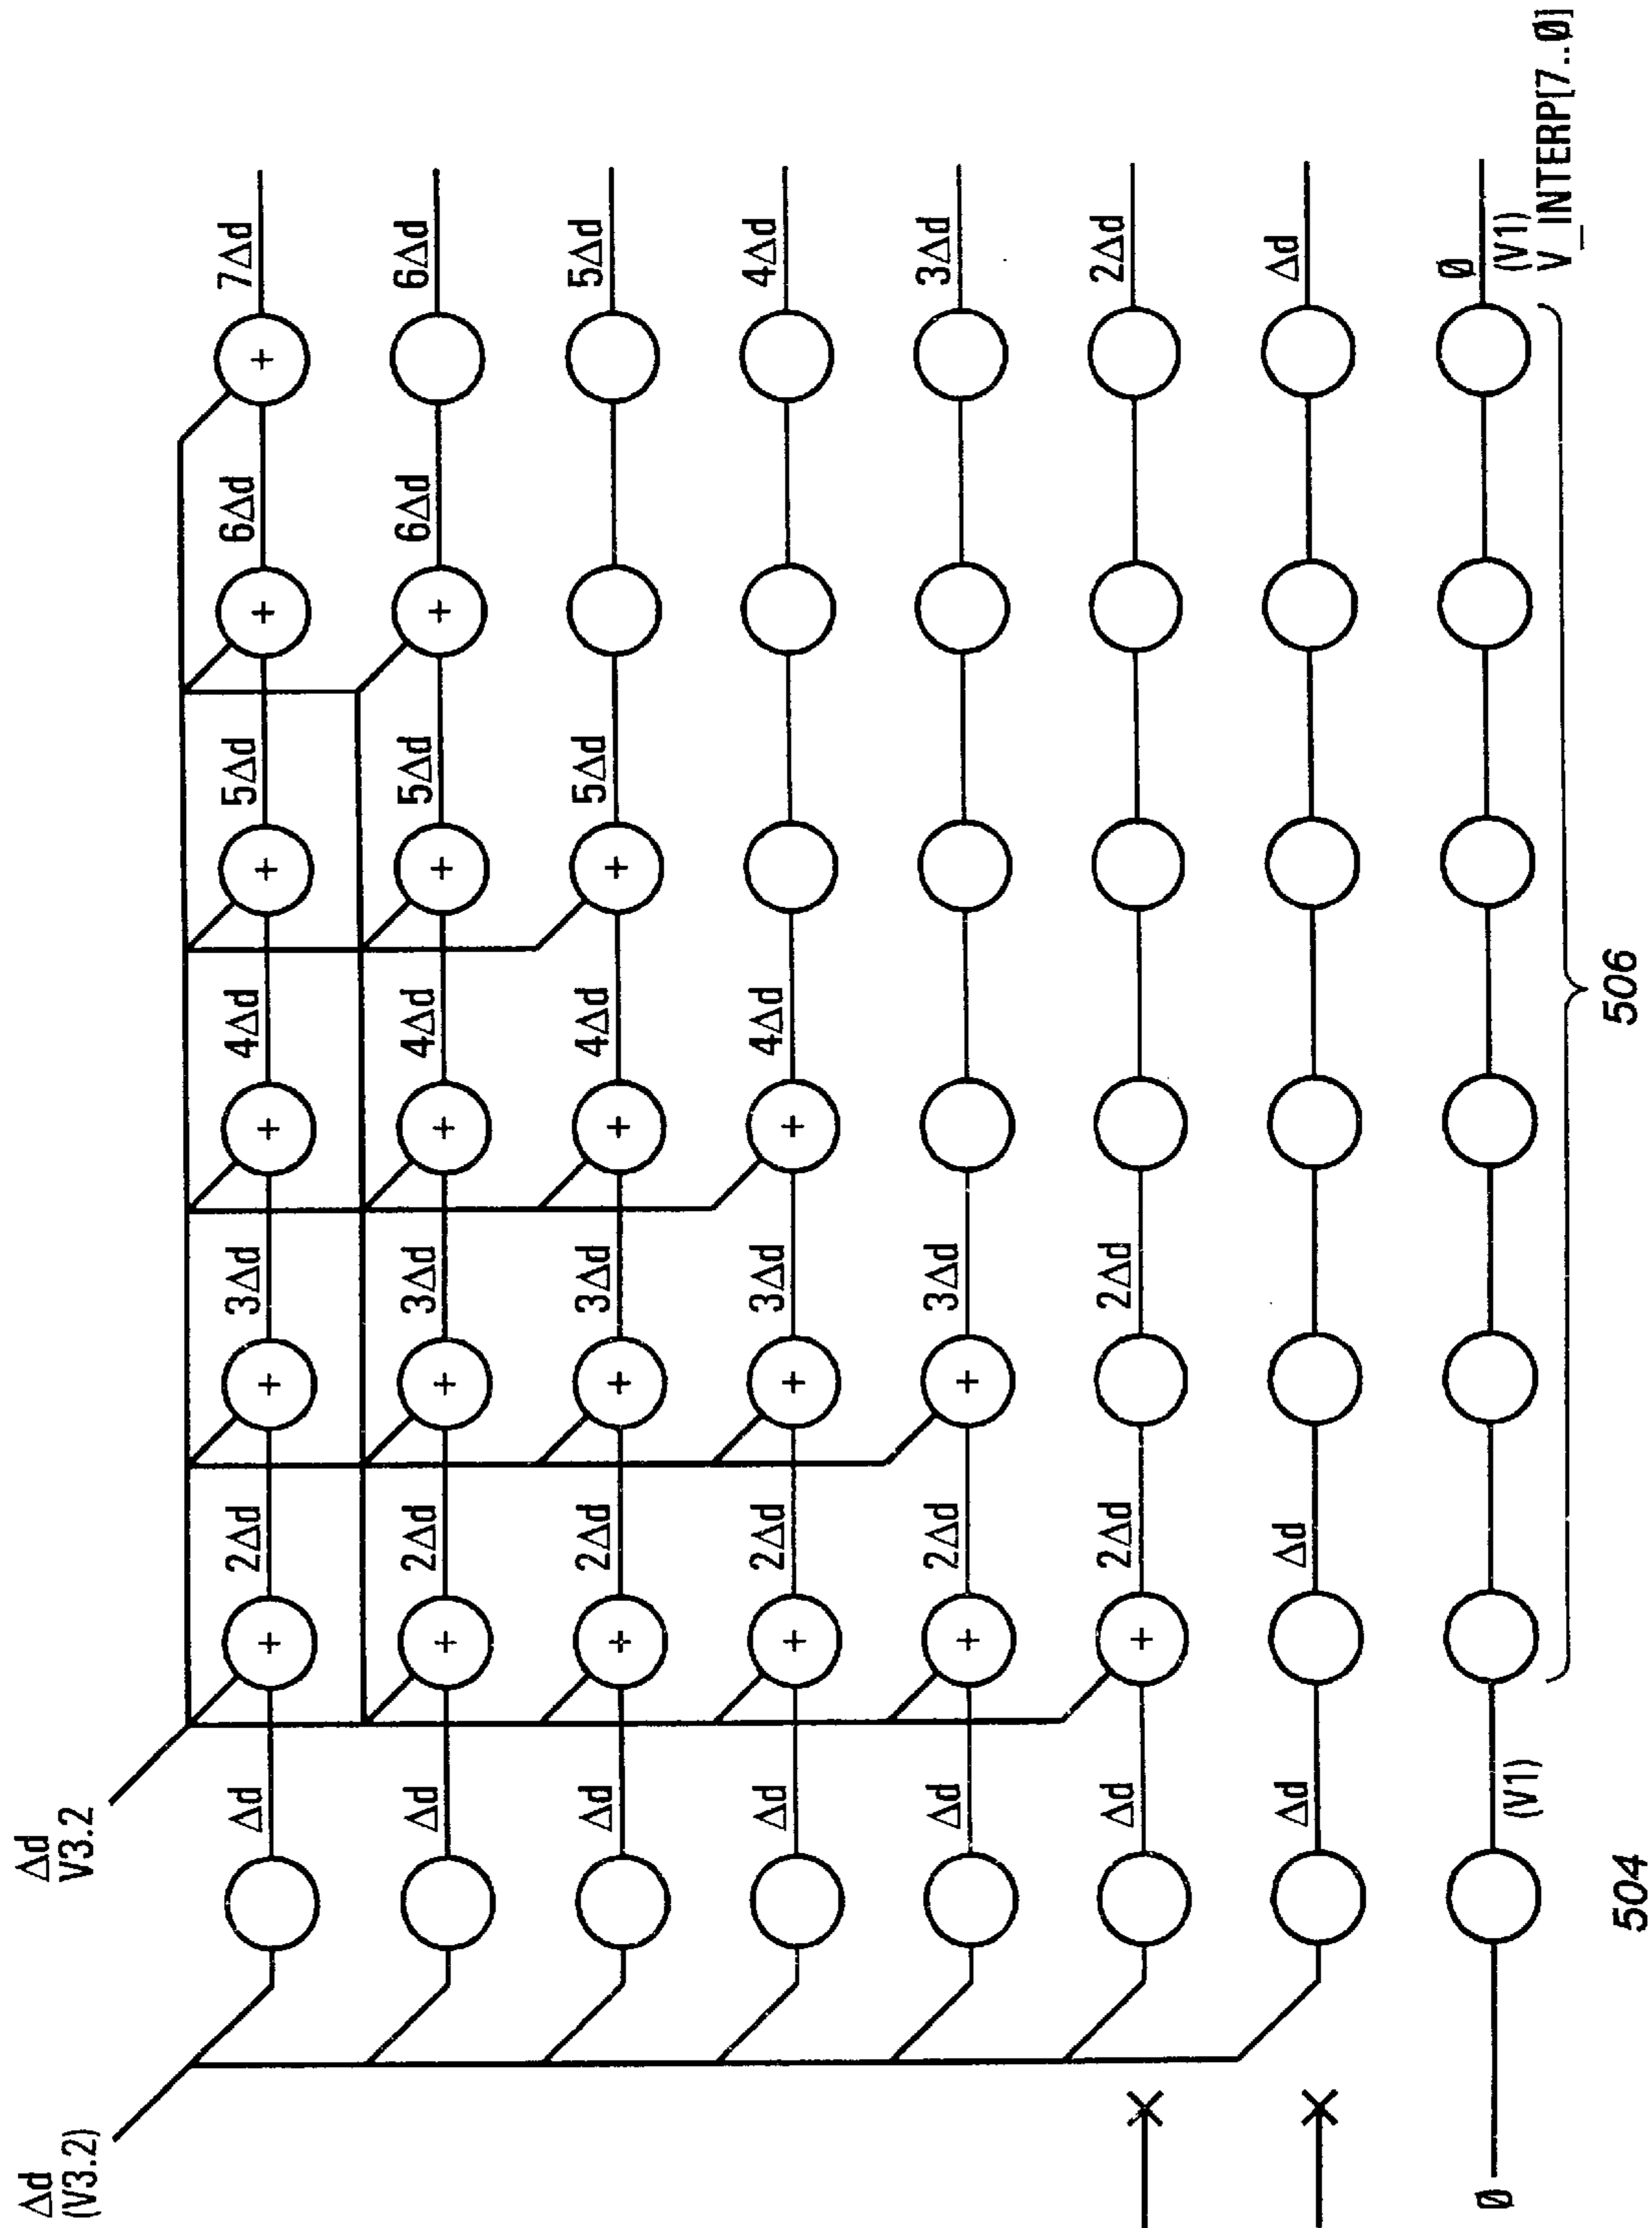 Δd
(V3.2)
Δd
V3.2
Δd + 2Δd + 3Δd + 4Δd + 5Δd + 6Δd + 7Δd
Δd + 2Δd + 3Δd + 4Δd + 5Δd + 6Δd 6Δd
Δd + 2Δd + 3Δd + 4Δd + 5Δd 5Δd
Δd + 2Δd + 3Δd + 4Δd 4Δd
Δd + 2Δd + 3Δd 3Δd
Δd + 2Δd 2Δd 2Δd
Δd Δd Δd
Ø (V1) Ø
(V1)
V_INTERP[7..Ø]
504 506